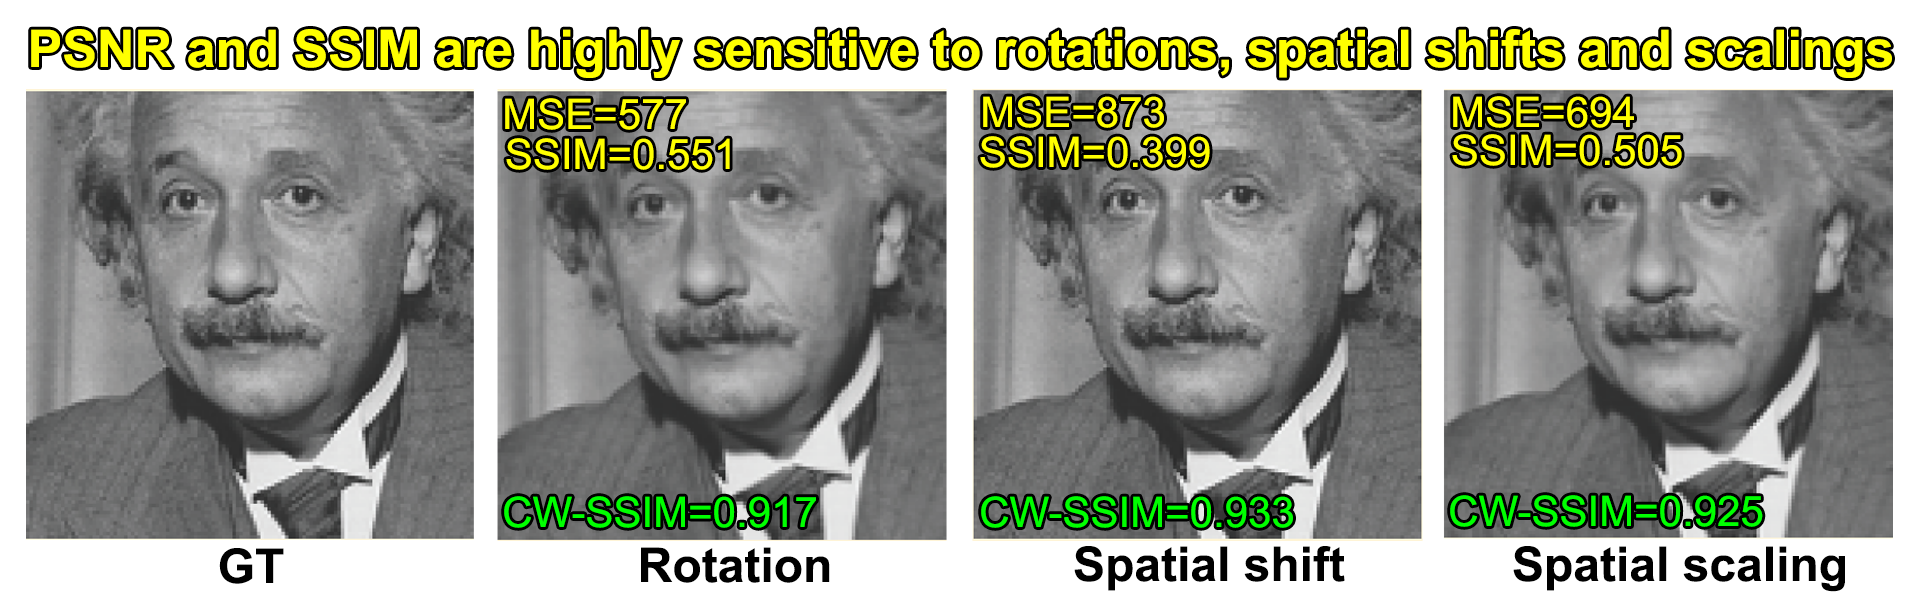 PSNR and SSIM are highly sensitive to rotations, spatial shifts and scalings
MSE=577
SSIM=0.551
MSE=873
SSIM=0.399
MSE=694
SSIM=0.505
CW-SSIM=0.917
CW-SSIM=0.933
CW-SSIM=0.925
GT
Rotation
Spatial shift
Spatial scaling